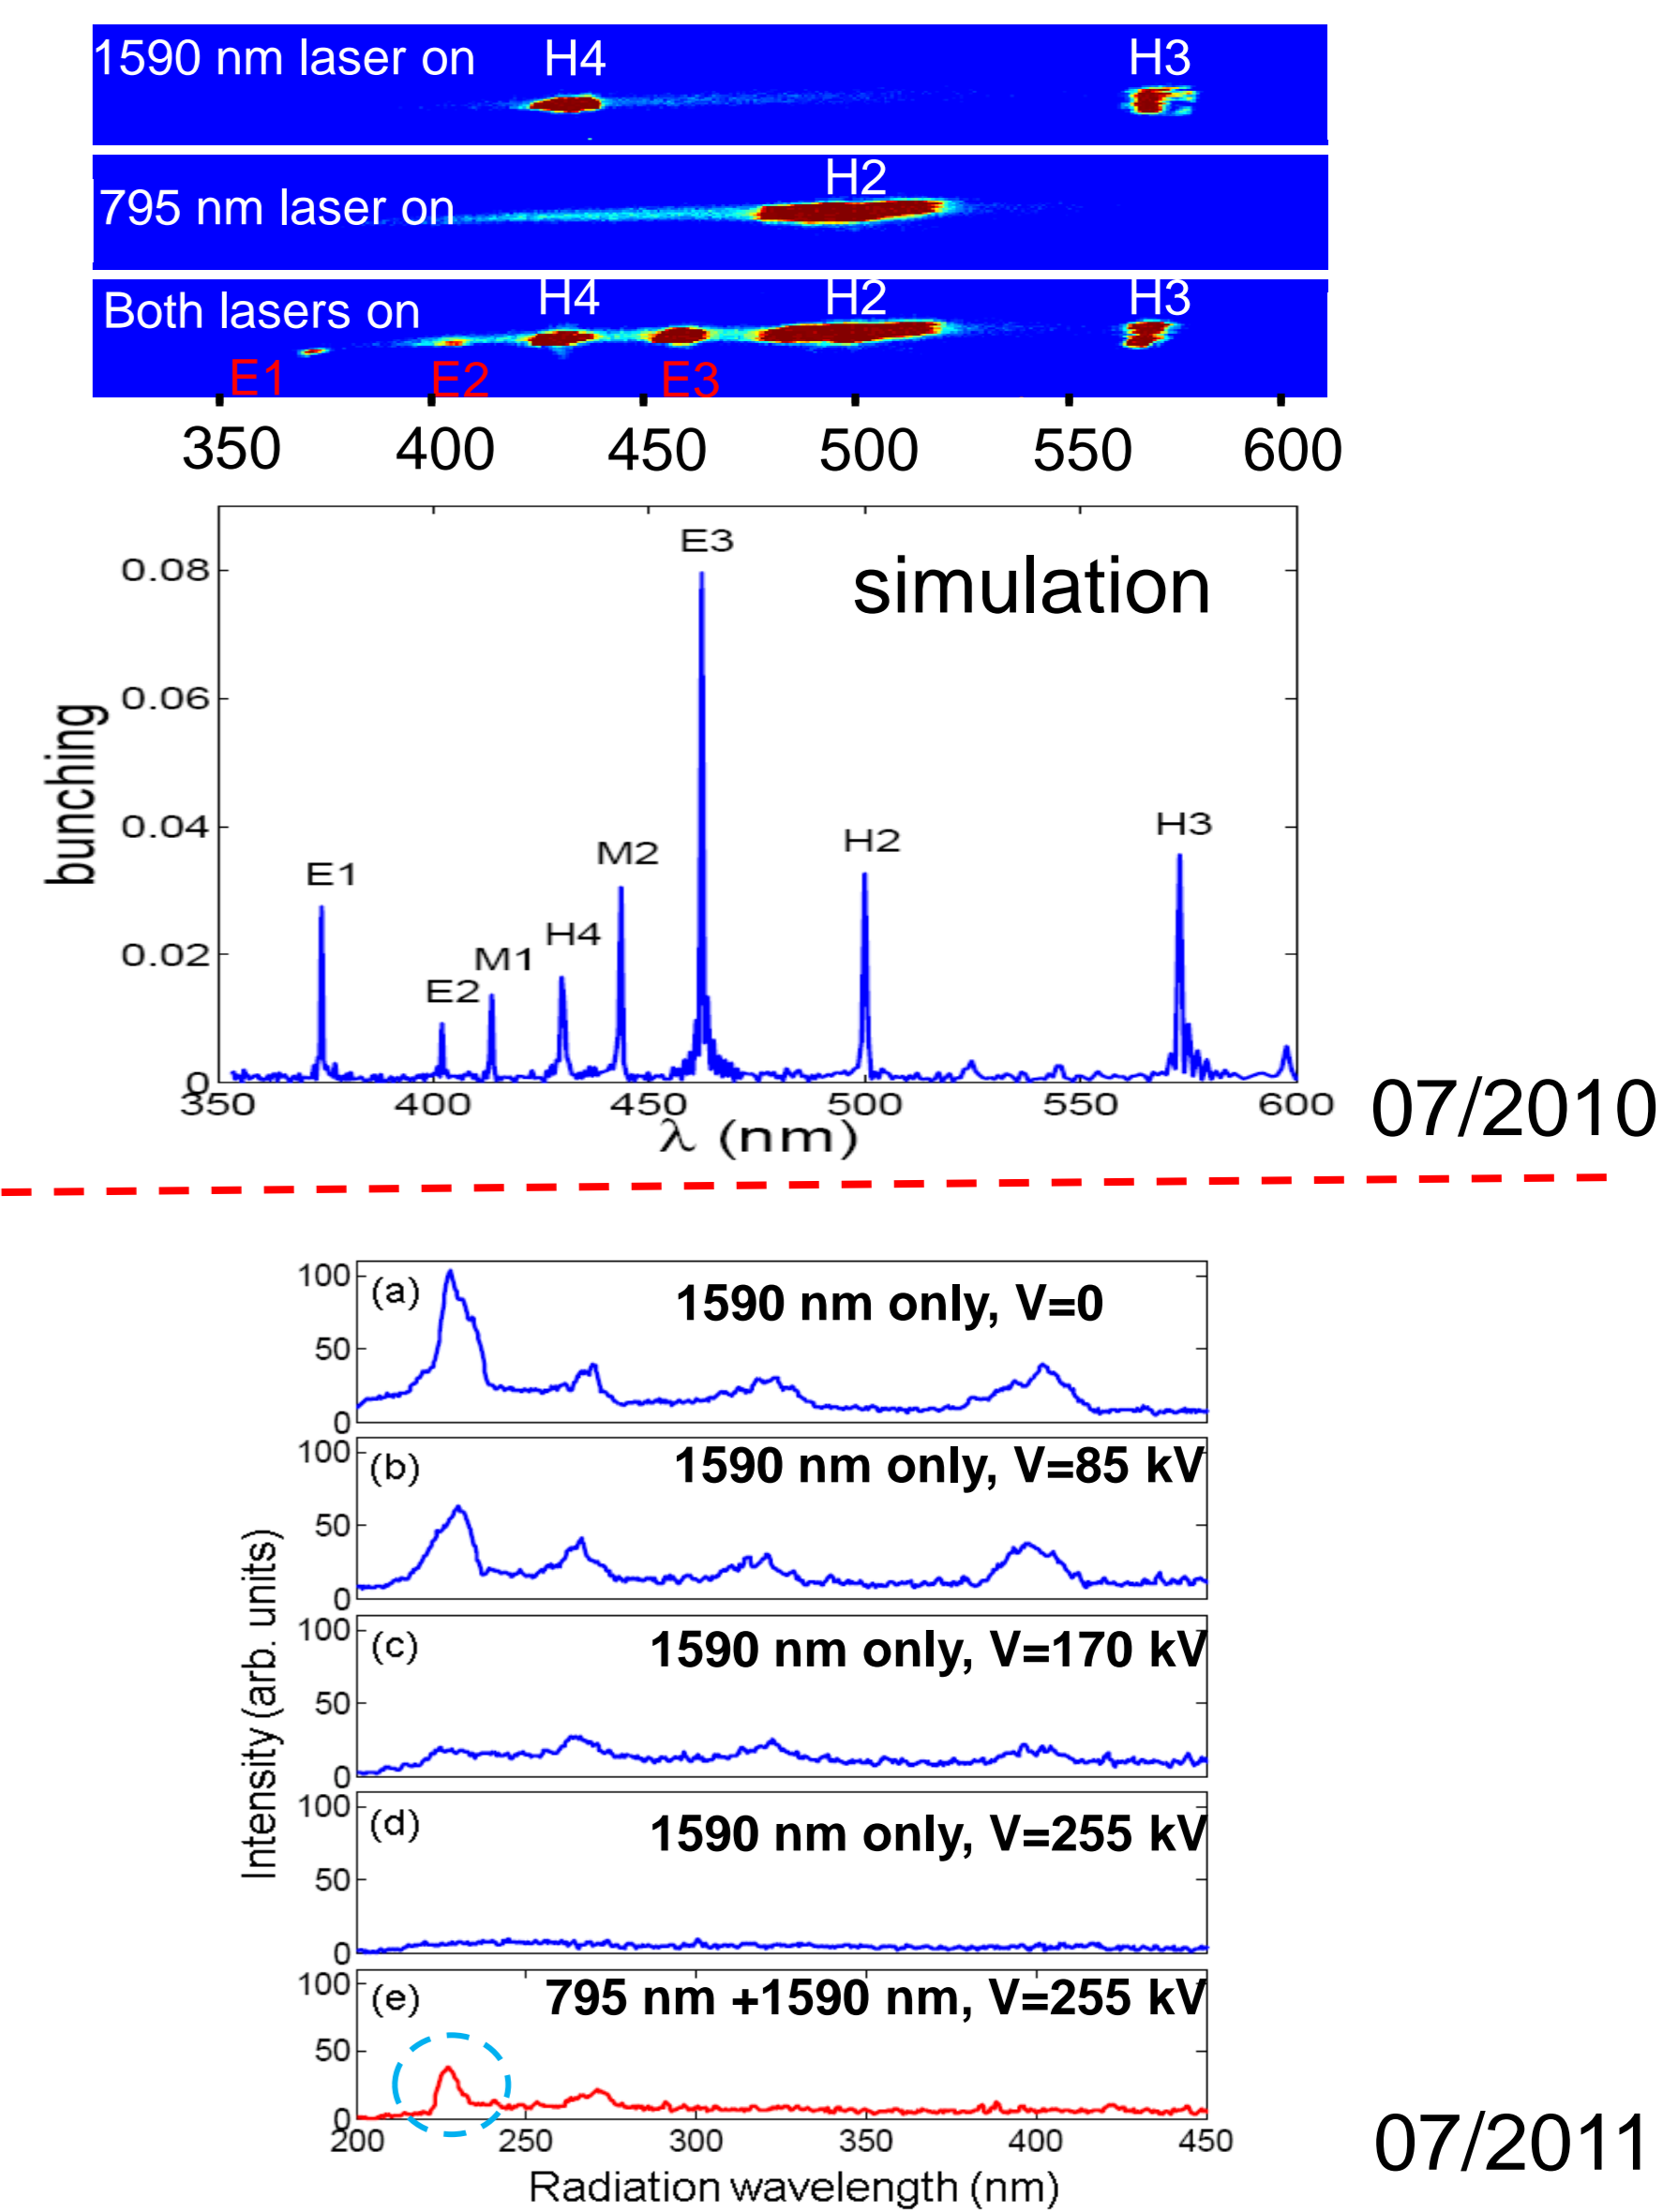 1590 nm laser on H4 H3
H2
795 nm laser on
Both lasers on H4 H2 H3
E1 E2 E3
350 400 450 500 550 600
E3
simulation
0.08
0.06
bunching
0.04
M2 H2 H3
E1
H4
0.02
M1
E2
0
350 400 450 500 550 600
λ (nm)
07/2010
100
(a) 1590 nm only, V=0
50
0
100
(b) 1590 nm only, V=85 kV
50
0
Intensity (arb. units)
100
(c) 1590 nm only, V=170 kV
50
0
100
(d) 1590 nm only, V=255 kV
50
0
100
(e) 795 nm +1590 nm, V=255 kV
50
0
200 250 300 350 400 450
Radiation wavelength (nm)
07/2011